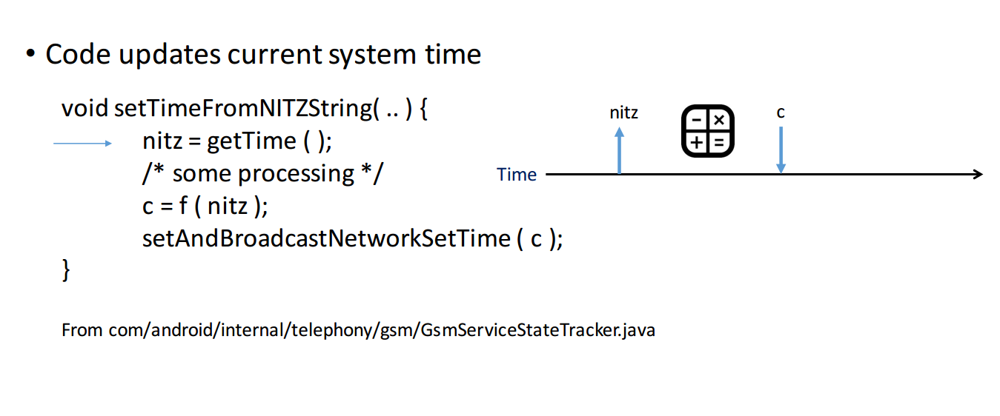 • Code updates current system time
void setTimeFromNITZString( .. ) {
nitz = getTime ( );
/* some processing */
c = f ( nitz );
setAndBroadcastNetworkSetTime ( c );
}
nitz
c
− ×
+ =
Time
From com/android/internal/telephony/gsm/GsmServiceStateTracker.java